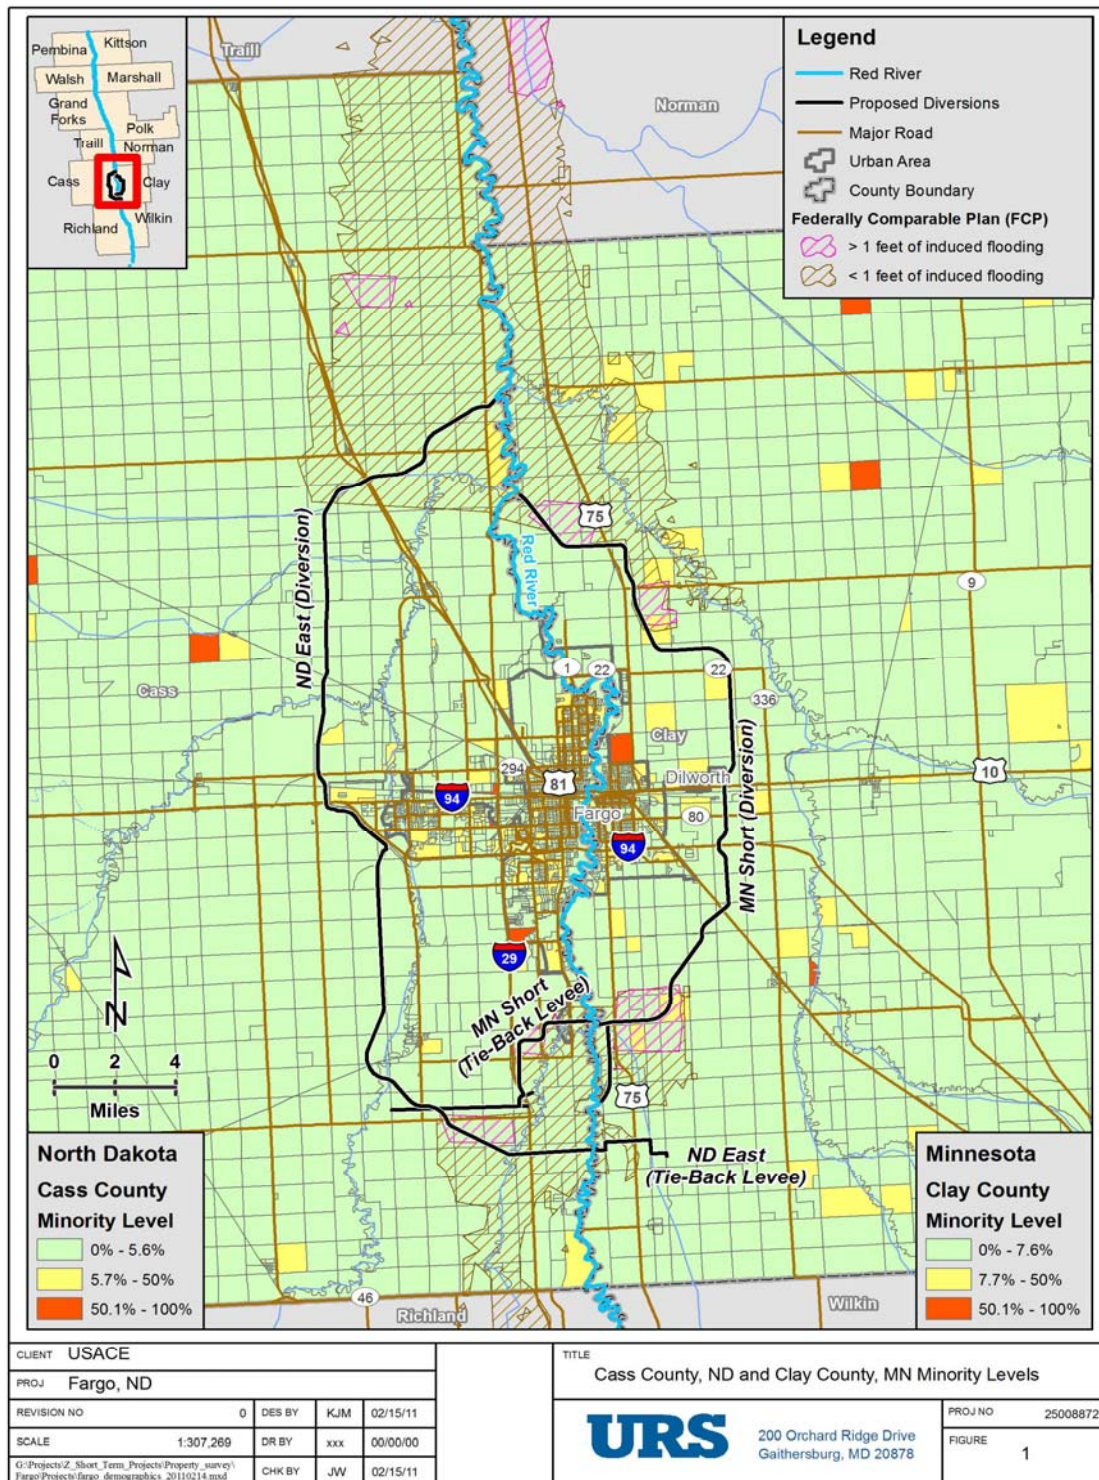 Pembina
Kittson
Walsh
Marshall
Grand
Forks
Polk
Traill
Norman
Cass
Clay
Richland
Wilkin
Traill
Norman
Legend
Red River
Proposed Diversions
Major Road
Urban Area
County Boundary
Federally Comparable Plan (FCP)
> 1 feet of induced flooding
< 1 feet of induced flooding
75
ND East (Diversion)
Red River
9
1
22
22
336
Cass
Clay
MN Short (Diversion)
10
294
81
Dilworth
94
Fargo
80
94
29
MN Short
(Tie-Back Levee)
N
0 2 4
Miles
75
ND East
(Tie-Back Levee)
North Dakota
Cass County
Minority Level
0% - 5.6%
5.7% - 50%
50.1% - 100%
Minnesota
Clay County
Minority Level
0% - 7.6%
7.7% - 50%
50.1% - 100%
46
Richland
Wilkin
CLIENT USACE
PROJ Fargo, ND
REVISION NO 0 DES BY KJM 02/15/11
SCALE 1:307,269 DR BY xxx 00/00/00
G:\Projects\Z_Short_Term_Projects\Property_survey\
Fargo\Projects\fargo_demographics_20110214.mxd
CHK BY JW 02/15/11
TITLE
Cass County, ND and Clay County, MN Minority Levels
URS
200 Orchard Ridge Drive
Gaithersburg, MD 20878
PROJ NO 25008872
FIGURE
1